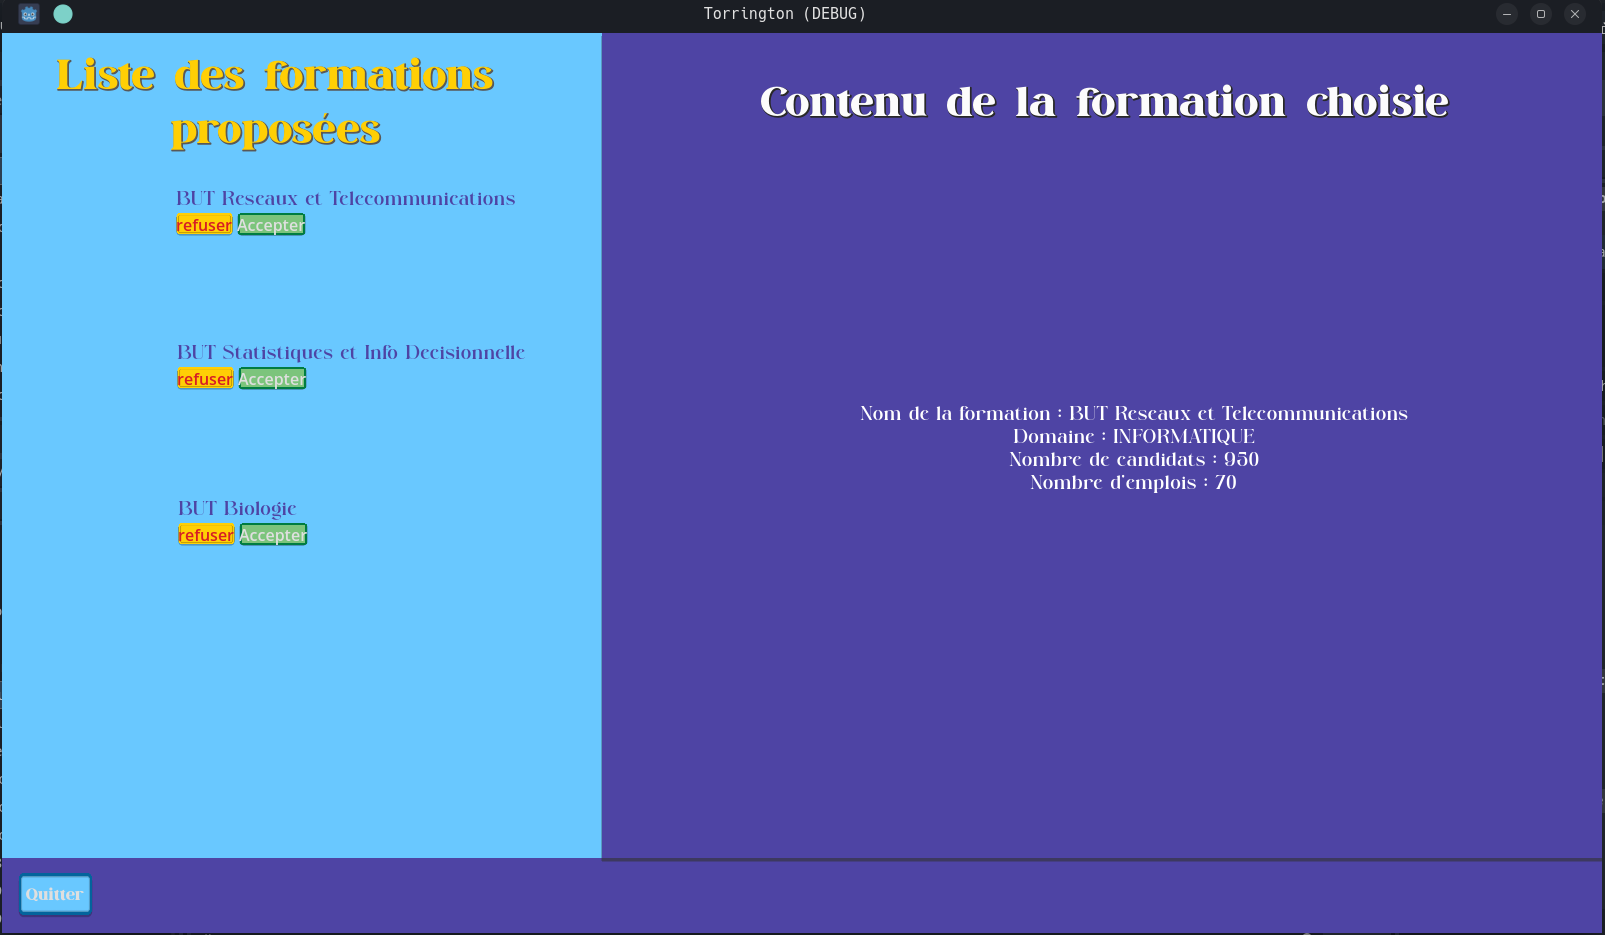 Torrington (DEBUG)
Liste des formations
proposées
BUT Reseaux et Telecommunications
refuser Accepter
BUT Statistiques et Info Decisionnelle
refuser Accepter
BUT Biologie
refuser Accepter
Contenu de la formation choisie
Nom de la formation : BUT Reseaux et Telecommunications
Domaine : INFORMATIQUE
Nombre de candidats : 950
Nombre d'emplois : 70
Quitter